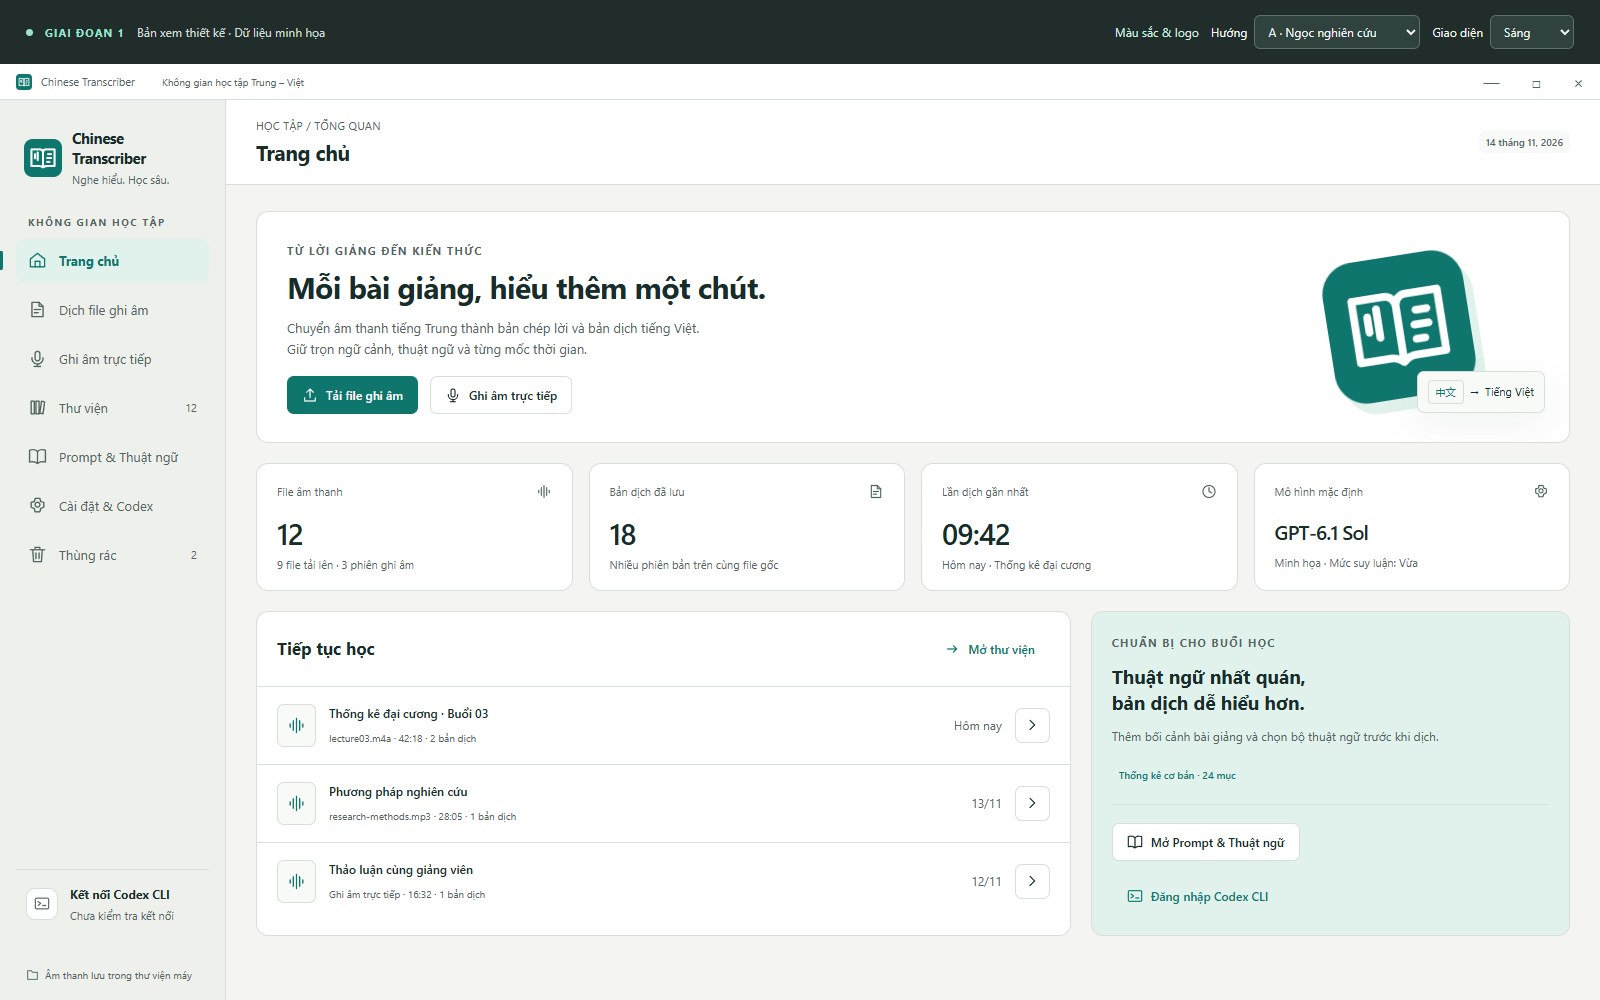 GIAI ĐOẠN 1 Bản xem thiết kế · Dữ liệu minh họa
Màu sắc & logo Hướng A · Ngọc nghiên cứu Giao diện Sáng
Chinese Transcriber Không gian học tập Trung – Việt
Chinese
Transcriber
Nghe hiểu. Học sâu.
KHÔNG GIAN HỌC TẬP
Trang chủ
Dịch file ghi âm
Ghi âm trực tiếp
Thư viện 12
Prompt & Thuật ngữ
Cài đặt & Codex
Thùng rác 2
Kết nối Codex CLI
Chưa kiểm tra kết nối
Âm thanh lưu trong thư viện máy
HỌC TẬP / TỔNG QUAN
Trang chủ
14 tháng 11, 2026
TỪ LỜI GIẢNG ĐẾN KIẾN THỨC
Mỗi bài giảng, hiểu thêm một chút.
Chuyển âm thanh tiếng Trung thành bản chép lời và bản dịch tiếng Việt.
Giữ trọn ngữ cảnh, thuật ngữ và từng mốc thời gian.
Tải file ghi âm
Ghi âm trực tiếp
中文 → Tiếng Việt
File âm thanh
12
9 file tải lên · 3 phiên ghi âm
Bản dịch đã lưu
18
Nhiều phiên bản trên cùng file gốc
Lần dịch gần nhất
09:42
Hôm nay · Thống kê đại cương
Mô hình mặc định
GPT-6.1 Sol
Minh họa · Mức suy luận: Vừa
Tiếp tục học
→ Mở thư viện
Thống kê đại cương · Buổi 03
lecture03.m4a · 42:18 · 2 bản dịch
Hôm nay
Phương pháp nghiên cứu
research-methods.mp3 · 28:05 · 1 bản dịch
13/11
Thảo luận cùng giảng viên
Ghi âm trực tiếp · 16:32 · 1 bản dịch
12/11
CHUẨN BỊ CHO BUỔI HỌC
Thuật ngữ nhất quán,
bản dịch dễ hiểu hơn.
Thêm bối cảnh bài giảng và chọn bộ thuật ngữ trước khi dịch.
Thống kê cơ bản · 24 mục
Mở Prompt & Thuật ngữ
Đăng nhập Codex CLI